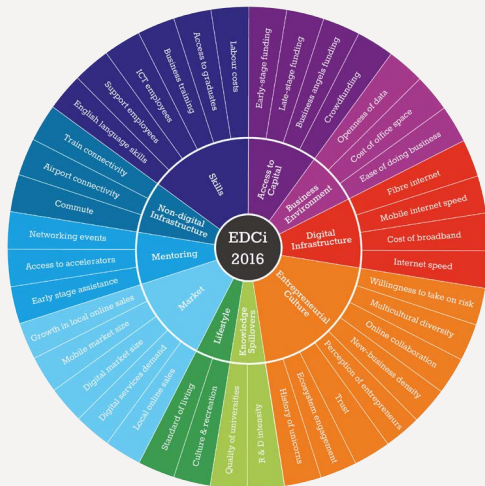 EDCi
2016
Access to
Capital
Early-stage funding
Late-stage funding
Business angels funding
Crowdfunding
Business
Environment
Openness of data
Cost of office space
Ease of doing business
Digital
Infrastructure
Fibre internet
Mobile internet speed
Cost of broadband
Internet speed
Entrepreneurial
Culture
Willingness to take on risk
Multicultural diversity
Online collaboration
New-business density
Perception of entrepreneurs
Trust
Ecosystem engagement
History of unicorns
Knowledge
Spillovers
R & D intensity
Quality of universities
Lifestyle
Culture & recreation
Standard of living
Market
Local online sales
Digital services demand
Digital market size
Mobile market size
Growth in local online sales
Mentoring
Early stage assistance
Access to accelerators
Networking events
Non-digital
Infrastructure
Commute
Airport connectivity
Train connectivity
Skills
English language skills
Support employees
ICT employees
Business training
Access to graduates
Labour costs